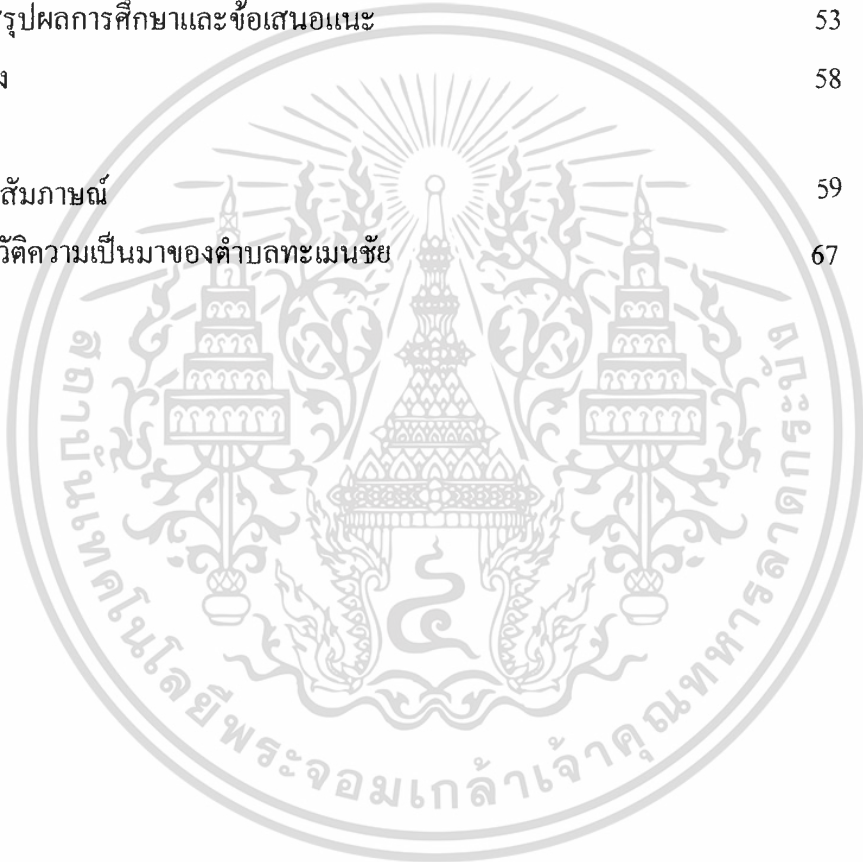 รุปผลการศึกษาและข้อเสนอแนะ 53
ง 58
สัมภาษณ์ 59
วัติความเป็นมาของตำบลทะเมนชัย 67
สถาบันเทคโนโลยีพระจอมเกล้าเจ้าคุณทหารลาดกระบัง